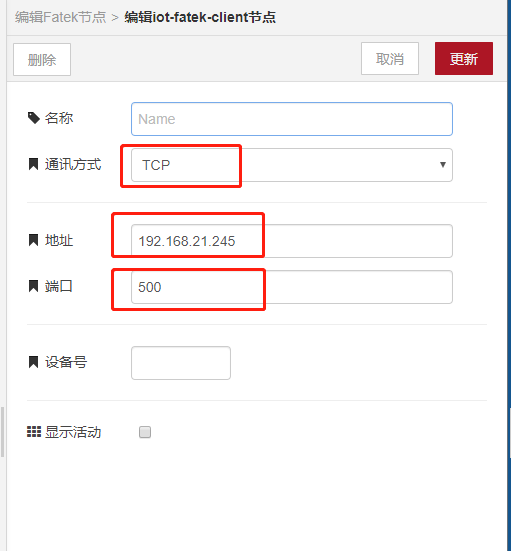 编辑Fatek节点 > 编辑iot-fatek-client节点
删除 取消 更新
名称 Name
通讯方式 TCP
地址 192.168.21.245
端口 500
设备号
显示活动